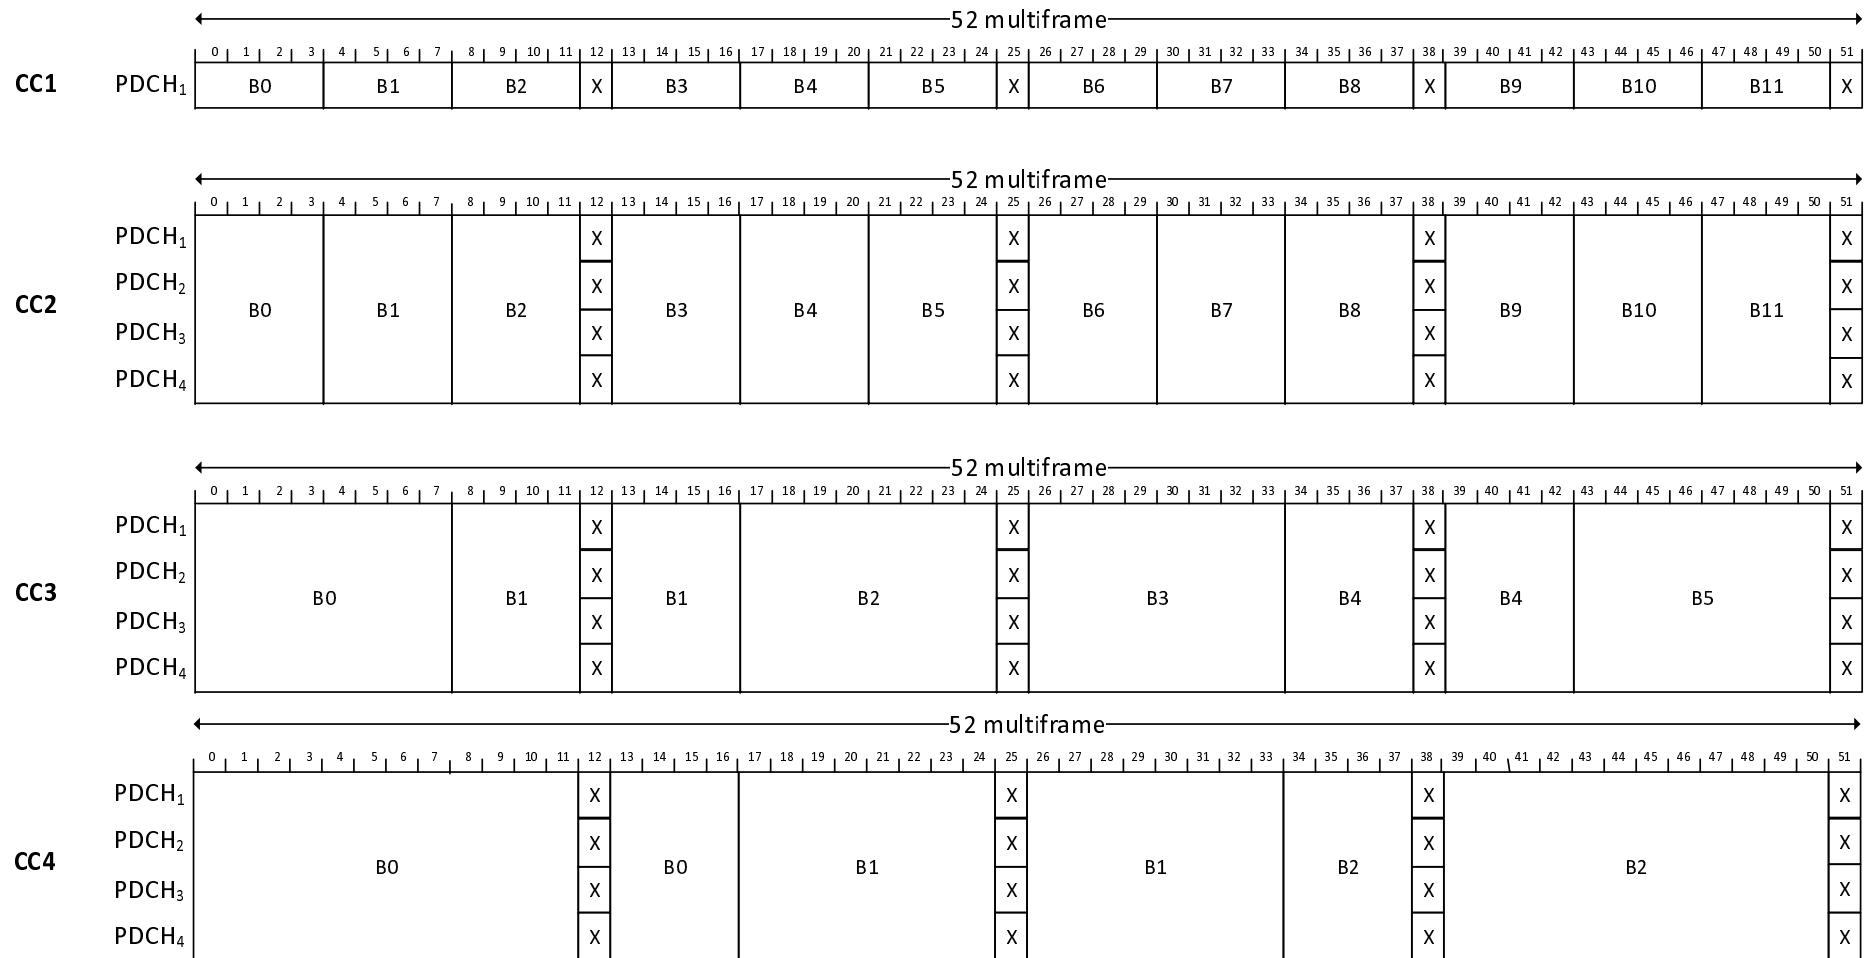 52 multiframe
0 1 2 3 4 5 6 7 8 9 10 11 12 13 14 15 16 17 18 19 20 21 22 23 24 25 26 27 28 29 30 31 32 33 34 35 36 37 38 39 40 41 42 43 44 45 46 47 48 49 50 51
CC1 PDCH1 B0 B1 B2 X B3 B4 B5 X B6 B7 B8 X B9 B10 B11 X
52 multiframe
0 1 2 3 4 5 6 7 8 9 10 11 12 13 14 15 16 17 18 19 20 21 22 23 24 25 26 27 28 29 30 31 32 33 34 35 36 37 38 39 40 41 42 43 44 45 46 47 48 49 50 51
PDCH1 X X X X
PDCH2 X X X X
CC2 B0 B1 B2 B3 B4 B5 B6 B7 B8 B9 B10 B11
PDCH3 X X X X
PDCH4 X X X X
52 multiframe
0 1 2 3 4 5 6 7 8 9 10 11 12 13 14 15 16 17 18 19 20 21 22 23 24 25 26 27 28 29 30 31 32 33 34 35 36 37 38 39 40 41 42 43 44 45 46 47 48 49 50 51
PDCH1 X X X X
PDCH2 X X X X
CC3 B0 B1 B1 B2 B3 B4 B4 B5
PDCH3 X X X X
PDCH4 X X X X
52 multiframe
0 1 2 3 4 5 6 7 8 9 10 11 12 13 14 15 16 17 18 19 20 21 22 23 24 25 26 27 28 29 30 31 32 33 34 35 36 37 38 39 40 41 42 43 44 45 46 47 48 49 50 51
PDCH1 X X X X
PDCH2 X X X X
CC4 B0 B0 B1 B1 B2 B2
PDCH3 X X X X
PDCH4 X X X X